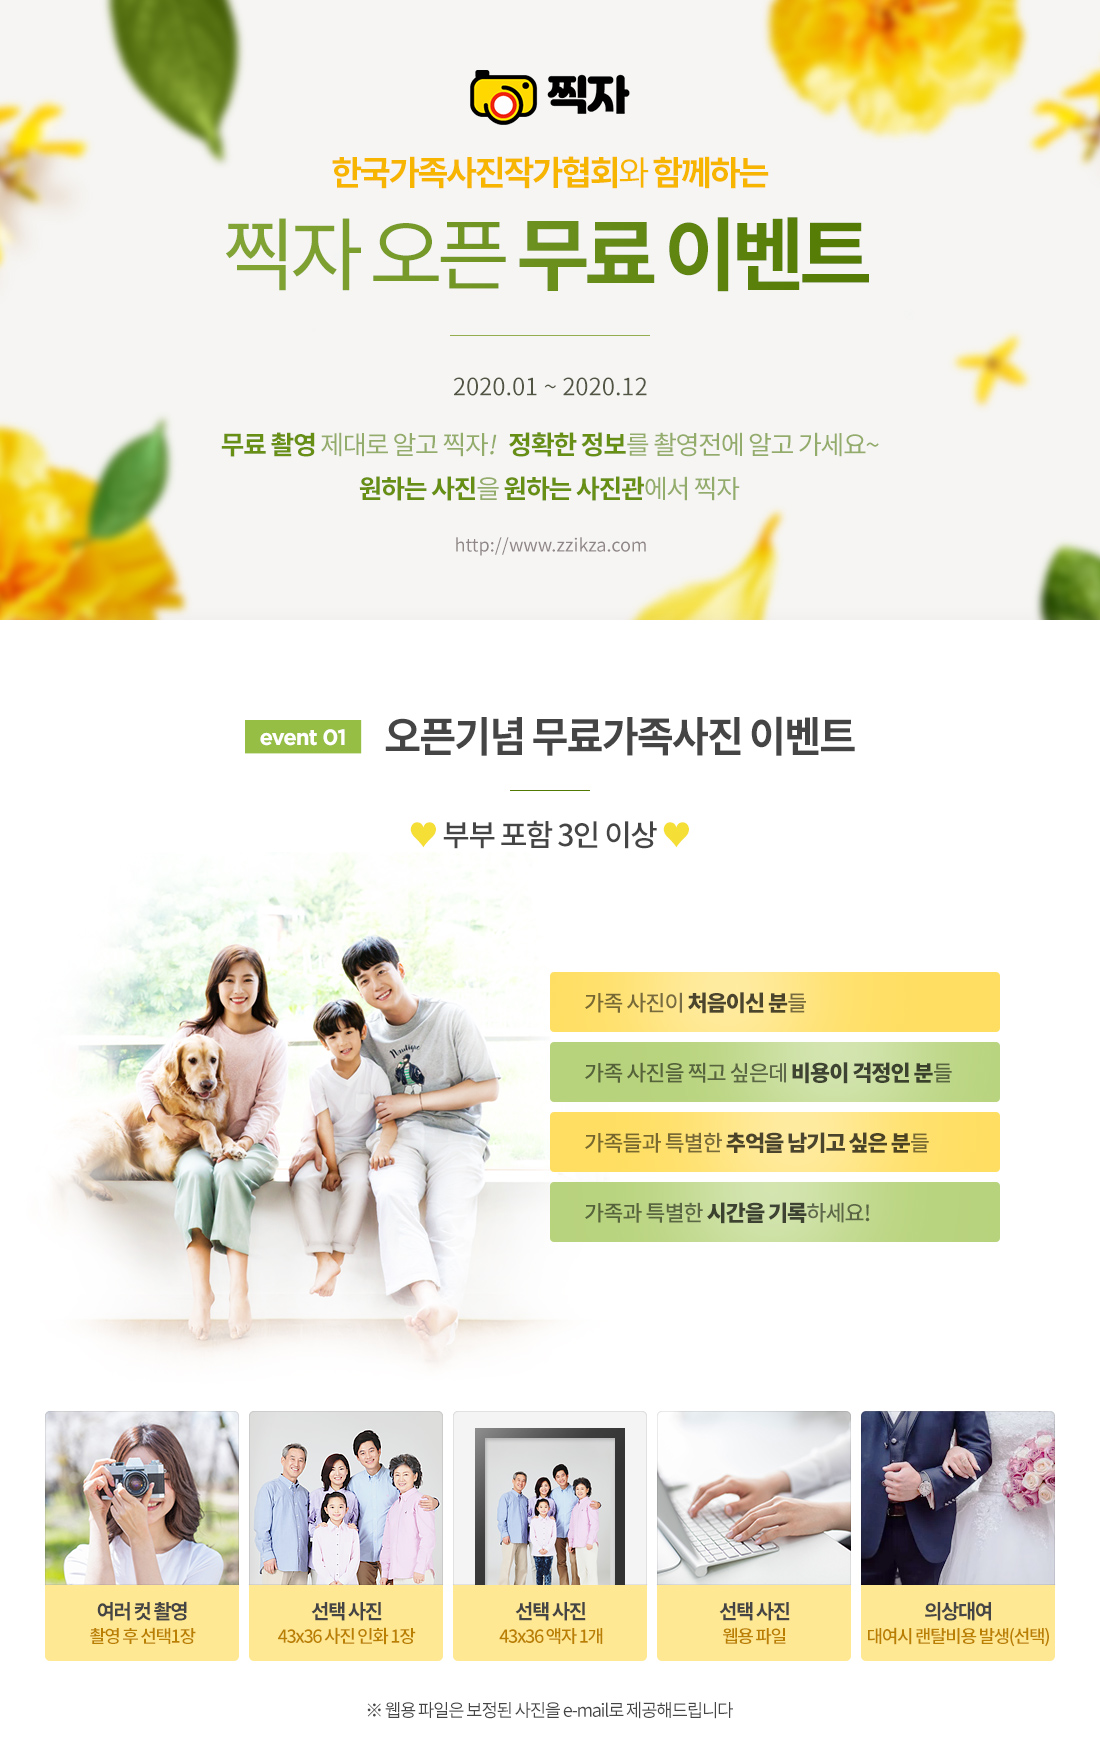 찍자
한국가족사진작가협회와 함께하는
찍자 오픈 무료 이벤트
2020.01 ~ 2020.12
무료 촬영 제대로 알고 찍자! 정확한 정보를 촬영전에 알고 가세요~
원하는 사진을 원하는 사진관에서 찍자
http://www.zzikza.com
event 01 오픈기념 무료가족사진 이벤트
♥ 부부 포함 3인 이상 ♥
가족 사진이 처음이신 분들
가족 사진을 찍고 싶은데 비용이 걱정인 분들
가족들과 특별한 추억을 남기고 싶은 분들
가족과 특별한 시간을 기록하세요!
여러 컷 촬영
촬영 후 선택1장
선택 사진
43x36 사진 인화 1장
선택 사진
43x36 액자 1개
선택 사진
웹용 파일
의상대여
대여시 랜탈비용 발생(선택)
※ 웹용 파일은 보정된 사진을 e-mail로 제공해드립니다